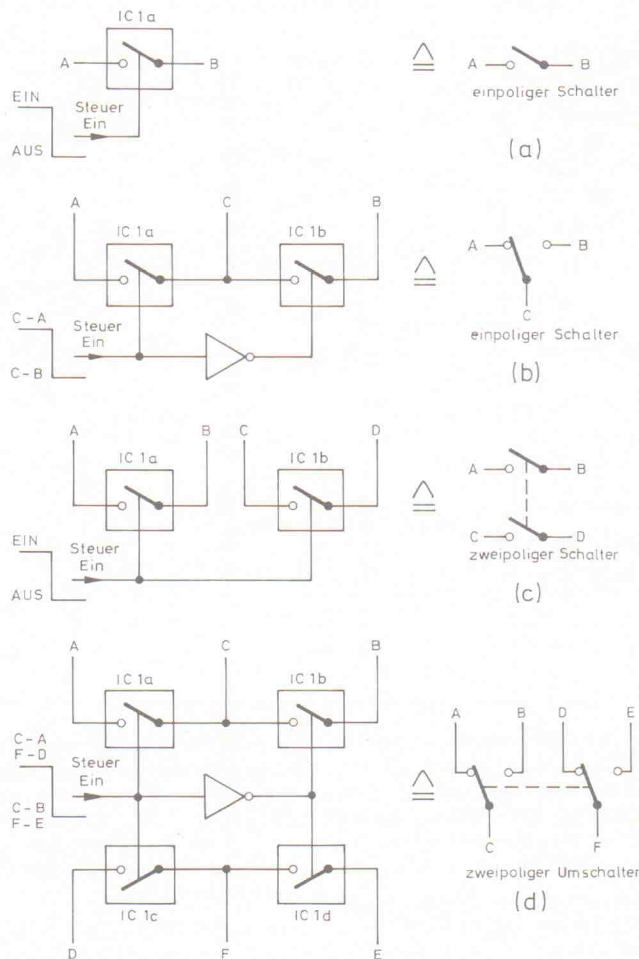 IC 1a
A
B
A
B
EIN
Steuer
Ein
AUS
einpoliger Schalter
(a)
A
C
B
IC 1a
IC 1b
A
B
C
C-A
Steuer
Ein
C-B
einpoliger Schalter
(b)
A
B
C
D
IC 1a
IC 1b
A
B
C
D
EIN
Steuer
Ein
AUS
zweipoliger Schalter
(c)
A
C
B
IC 1a
IC 1b
C-A
F-D
Steuer
Ein
C-B
F-E
A
B
D
E
C
F
zweipoliger Umschalter
(d)
IC 1c
IC 1d
D
F
E